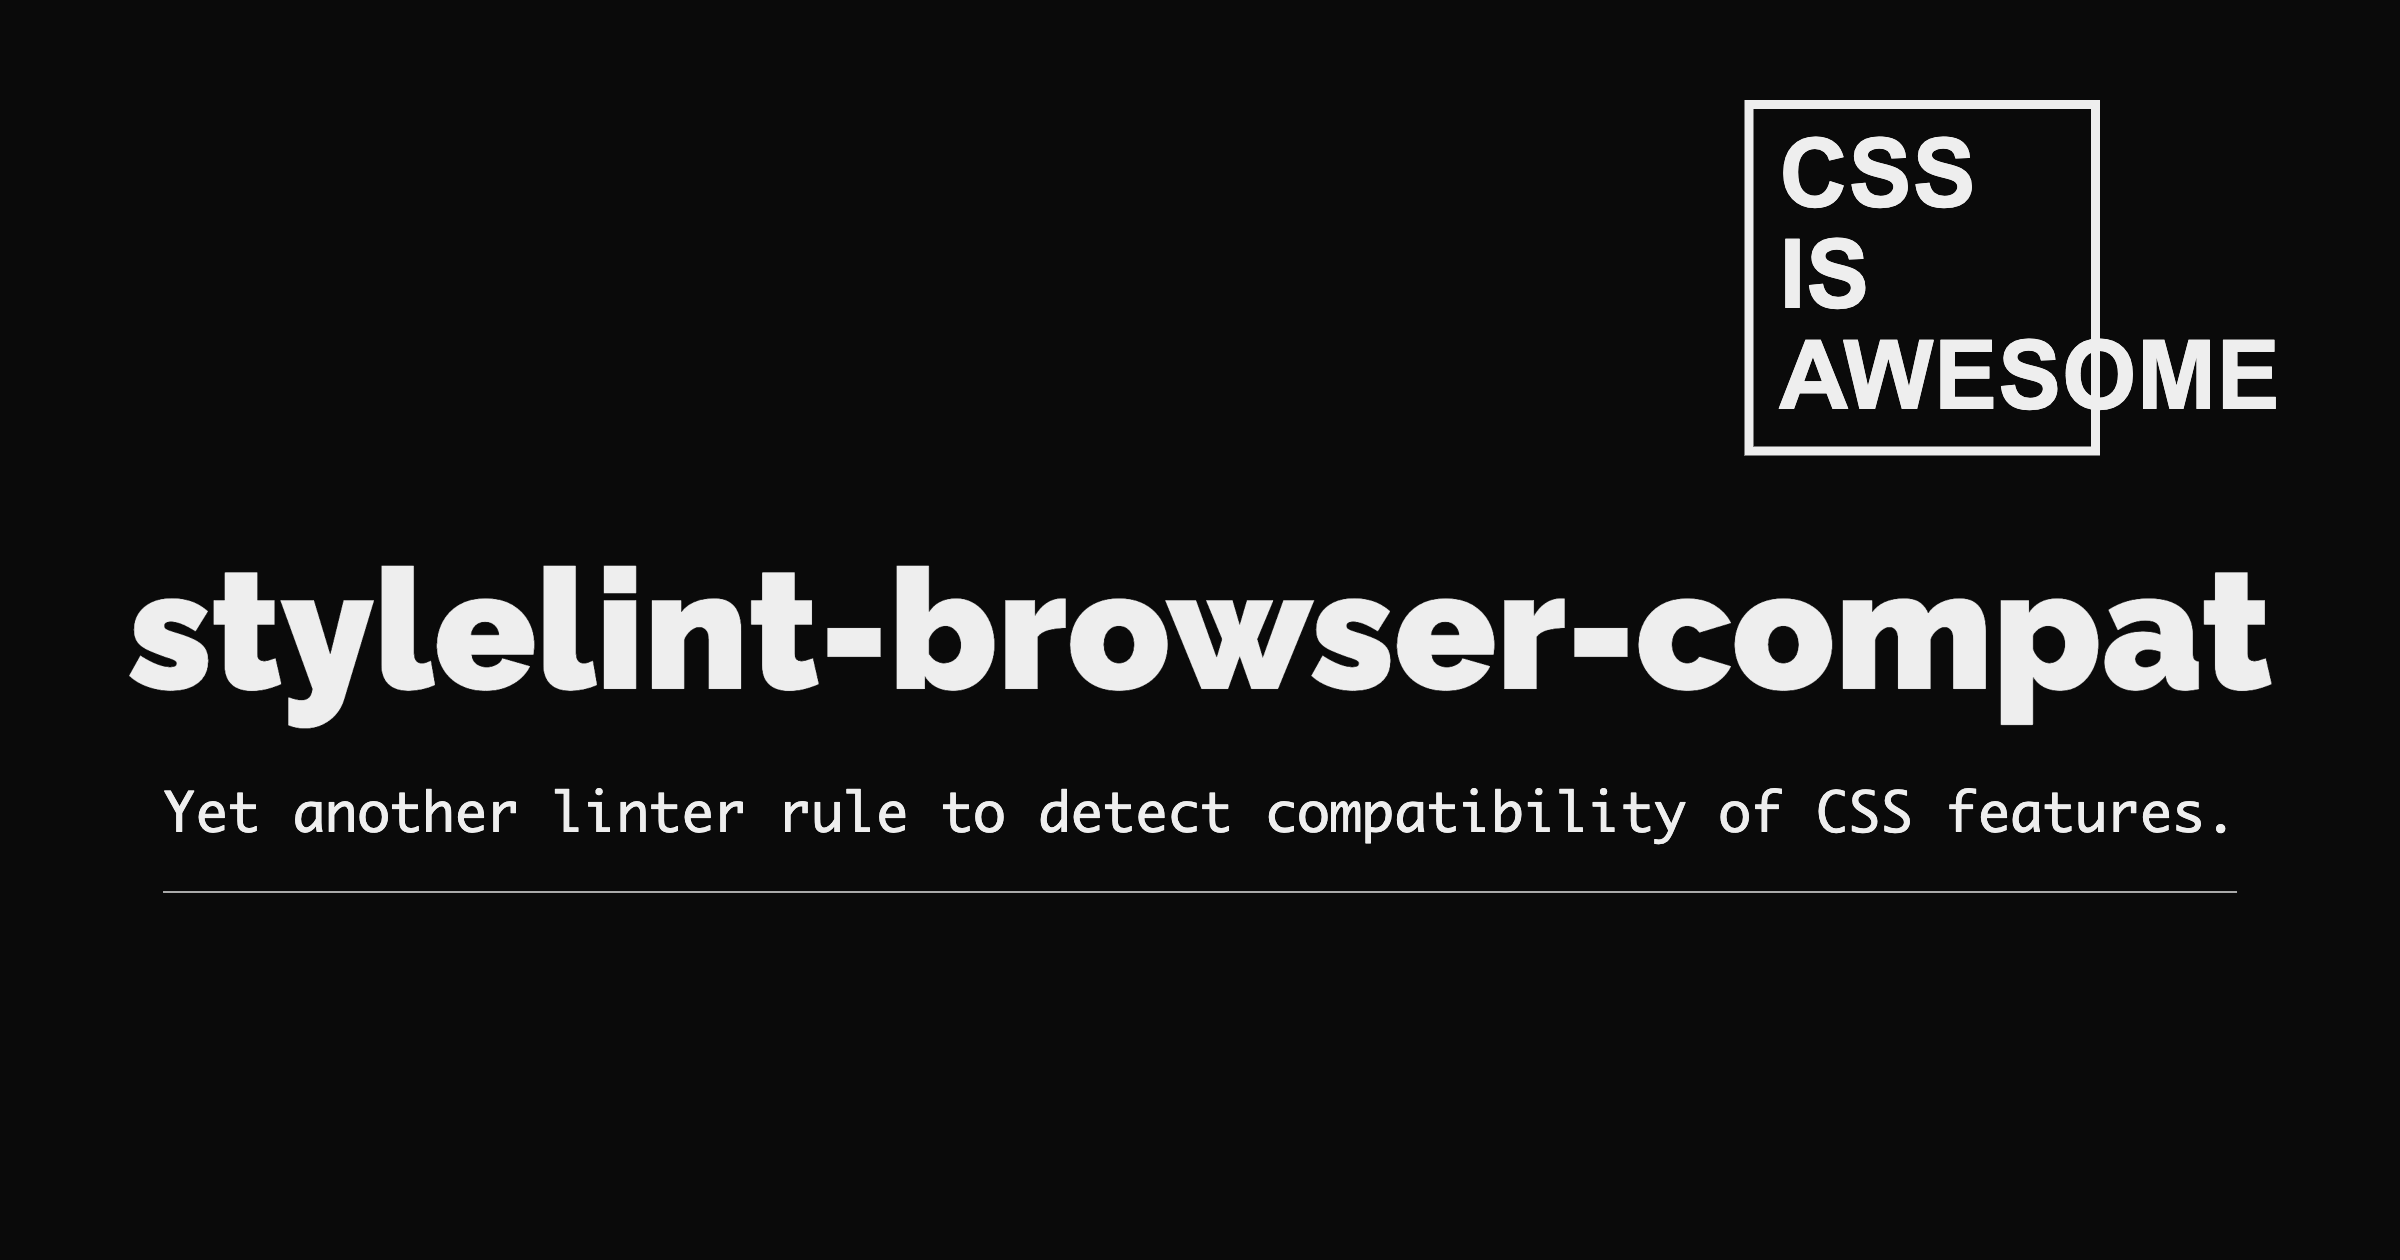 CSS
IS
AWESOME
stylelint-browser-compat
Yet another linter rule to detect compatibility of CSS features.